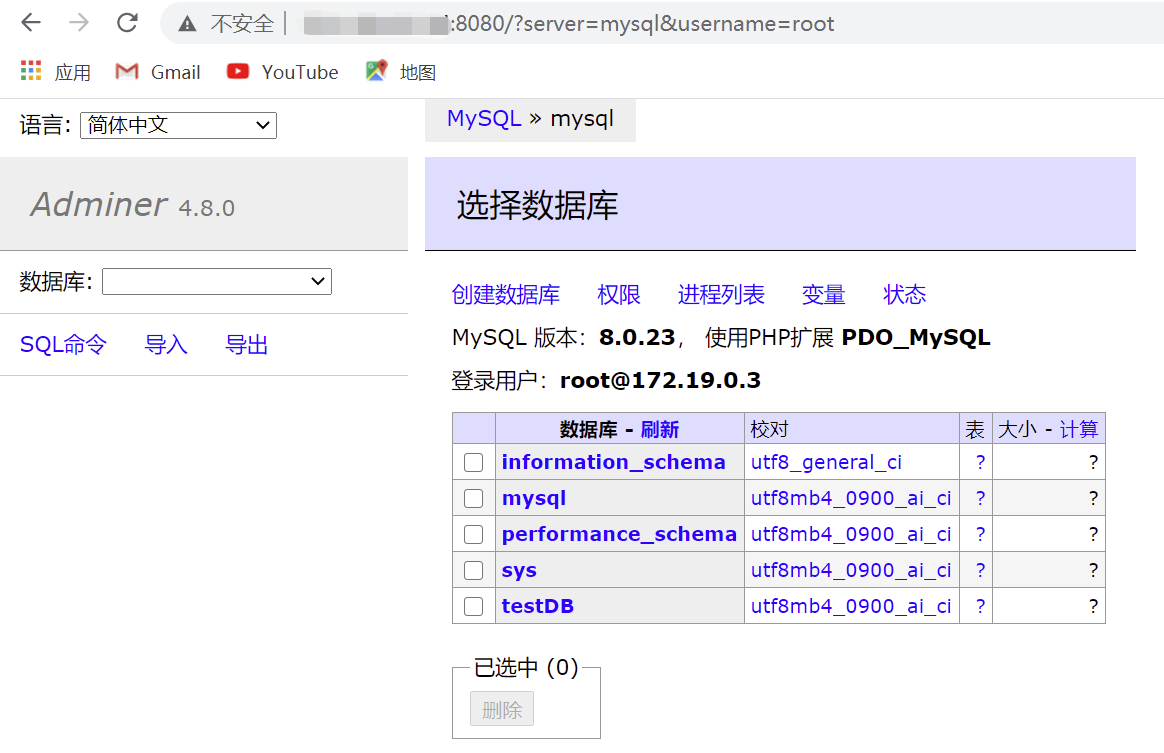 不安全 :8080/?server=mysql&username=root
应用 Gmail YouTube 地图
语言: 简体中文
MySQL » mysql
Adminer 4.8.0
选择数据库
数据库:
SQL命令 导入 导出
创建数据库 权限 进程列表 变量 状态
MySQL 版本：8.0.23， 使用PHP扩展 PDO_MySQL
登录用户：root@172.19.0.3
数据库 - 刷新 校对 表 大小 - 计算
information_schema utf8_general_ci ? ?
mysql utf8mb4_0900_ai_ci ? ?
performance_schema utf8mb4_0900_ai_ci ? ?
sys utf8mb4_0900_ai_ci ? ?
testDB utf8mb4_0900_ai_ci ? ?
已选中 (0)
删除